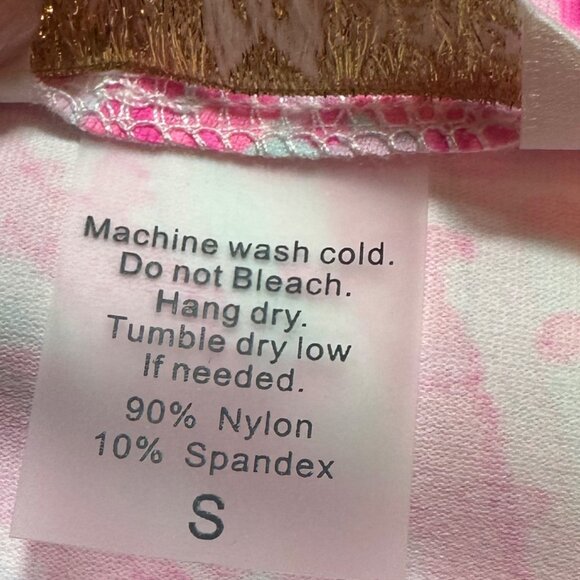 Machine wash cold.
Do not Bleach.
Hang dry.
Tumble dry low
If needed.
90% Nylon
10% Spandex
S